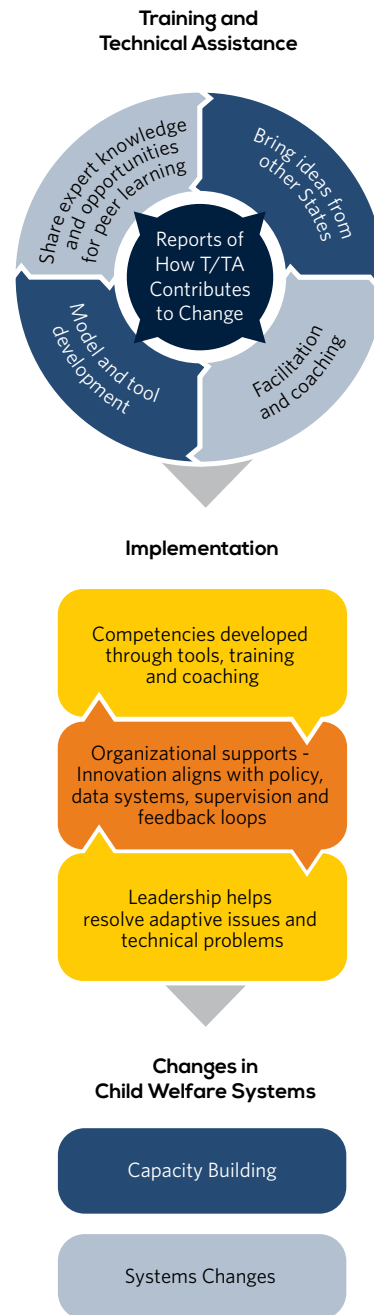 Training and
Technical Assistance
Share expert knowledge
and opportunities
for peer learning
Bring ideas from
other States
Reports of
How T/TA
Contributes
to Change
Model and tool
development
Facilitation
and coaching
Implementation
Competencies developed
through tools, training
and coaching
Organizational supports -
Innovation aligns with policy,
data systems, supervision and
feedback loops
Leadership helps
resolve adaptive issues and
technical problems
Changes in
Child Welfare Systems
Capacity Building
Systems Changes